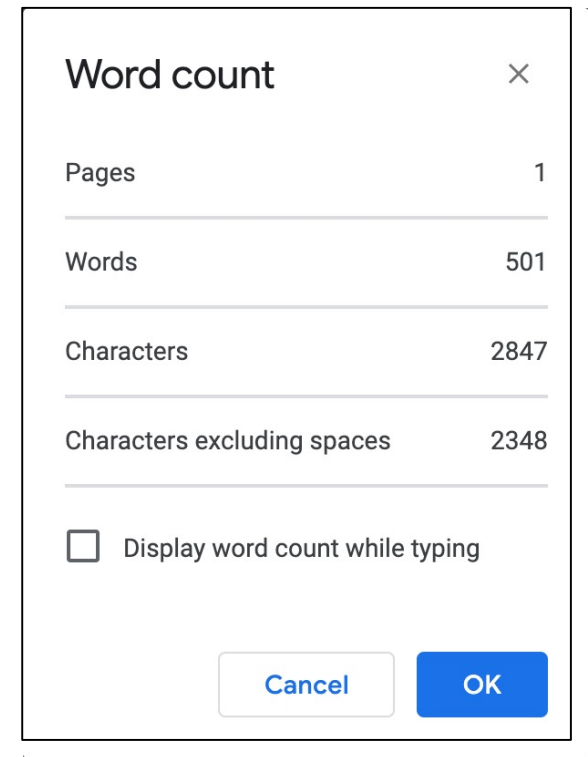 Word count
Pages 1
Words 501
Characters 2847
Characters excluding spaces 2348
Display word count while typing
Cancel OK